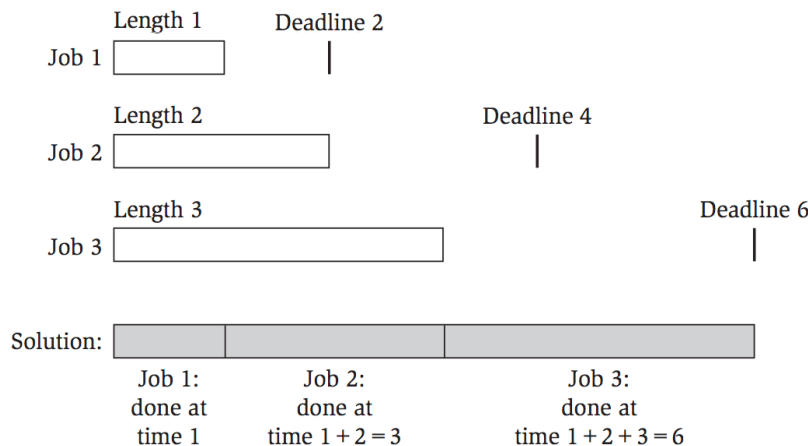 Length 1
Deadline 2
Job 1
Length 2
Deadline 4
Job 2
Length 3
Deadline 6
Job 3
Solution:
Job 1:
done at
time 1
Job 2:
done at
time 1 + 2 = 3
Job 3:
done at
time 1 + 2 + 3 = 6